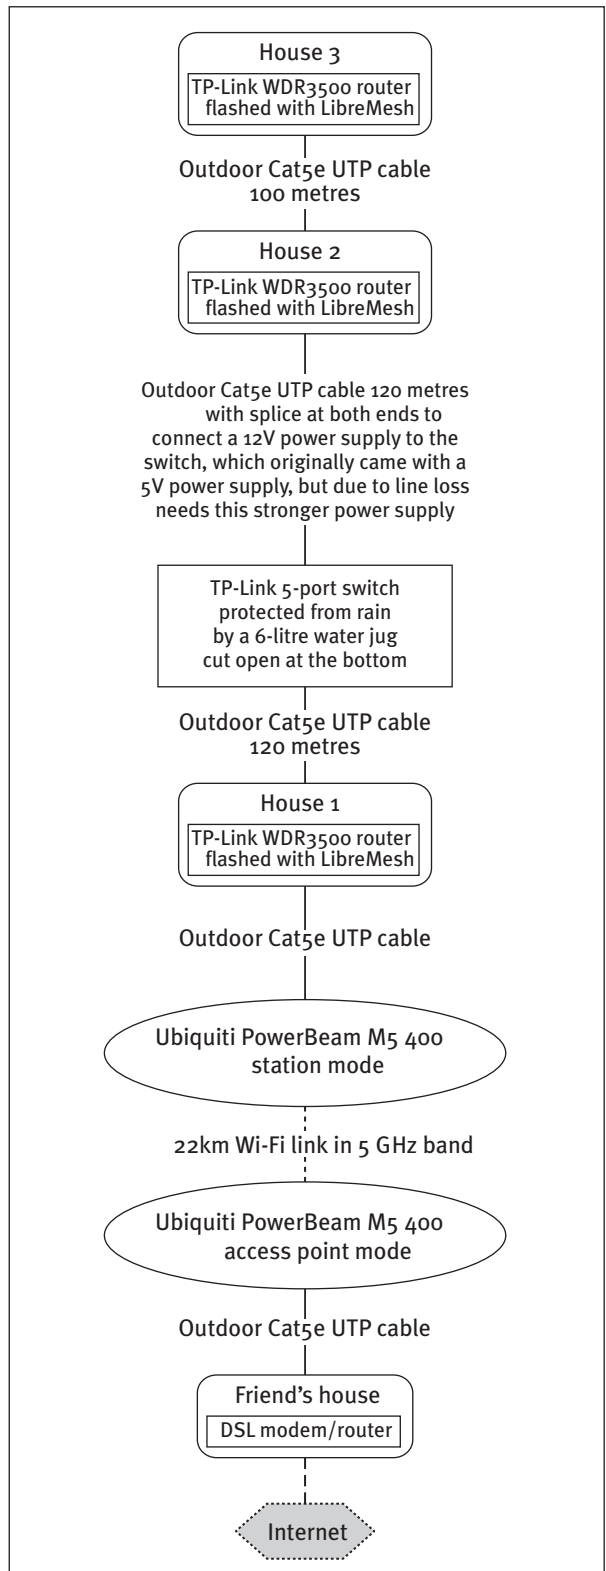 House 3
TP-Link WDR3500 router
flashed with LibreMesh
Outdoor Cat5e UTP cable
100 metres
House 2
TP-Link WDR3500 router
flashed with LibreMesh
Outdoor Cat5e UTP cable 120 metres
with splice at both ends to
connect a 12V power supply to the
switch, which originally came with a
5V power supply, but due to line loss
needs this stronger power supply
TP-Link 5-port switch
protected from rain
by a 6-litre water jug
cut open at the bottom
Outdoor Cat5e UTP cable
120 metres
House 1
TP-Link WDR3500 router
flashed with LibreMesh
Outdoor Cat5e UTP cable
Ubiquiti PowerBeam M5 400
station mode
22km Wi-Fi link in 5 GHz band
Ubiquiti PowerBeam M5 400
access point mode
Outdoor Cat5e UTP cable
Friend's house
DSL modem/router
Internet